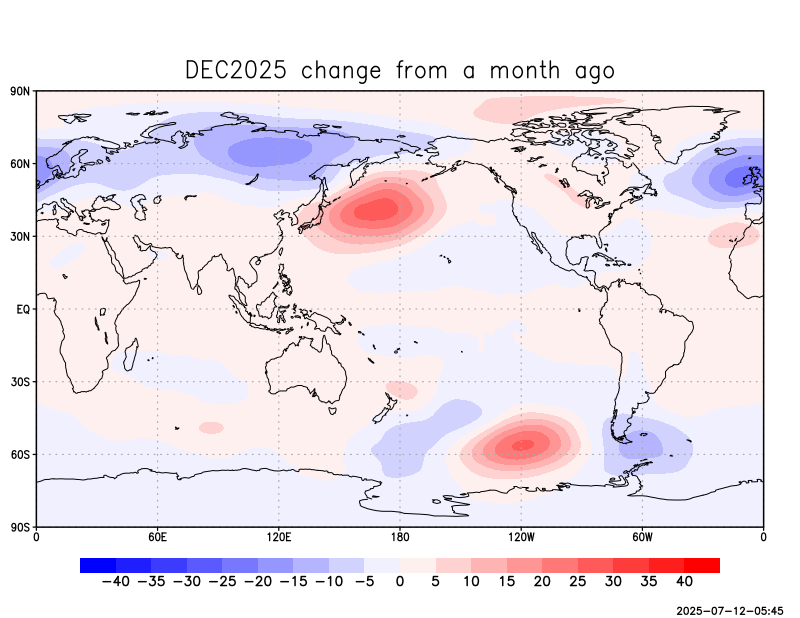 DEC2025 change from a month ago
90N
60N
30N
EQ
30S
60S
90S
0 60E 120E 180 120W 60W 0
−40 −35 −30 −25 −20 −15 −10 −5 0 5 10 15 20 25 30 35 40
2025-07-12-05:45